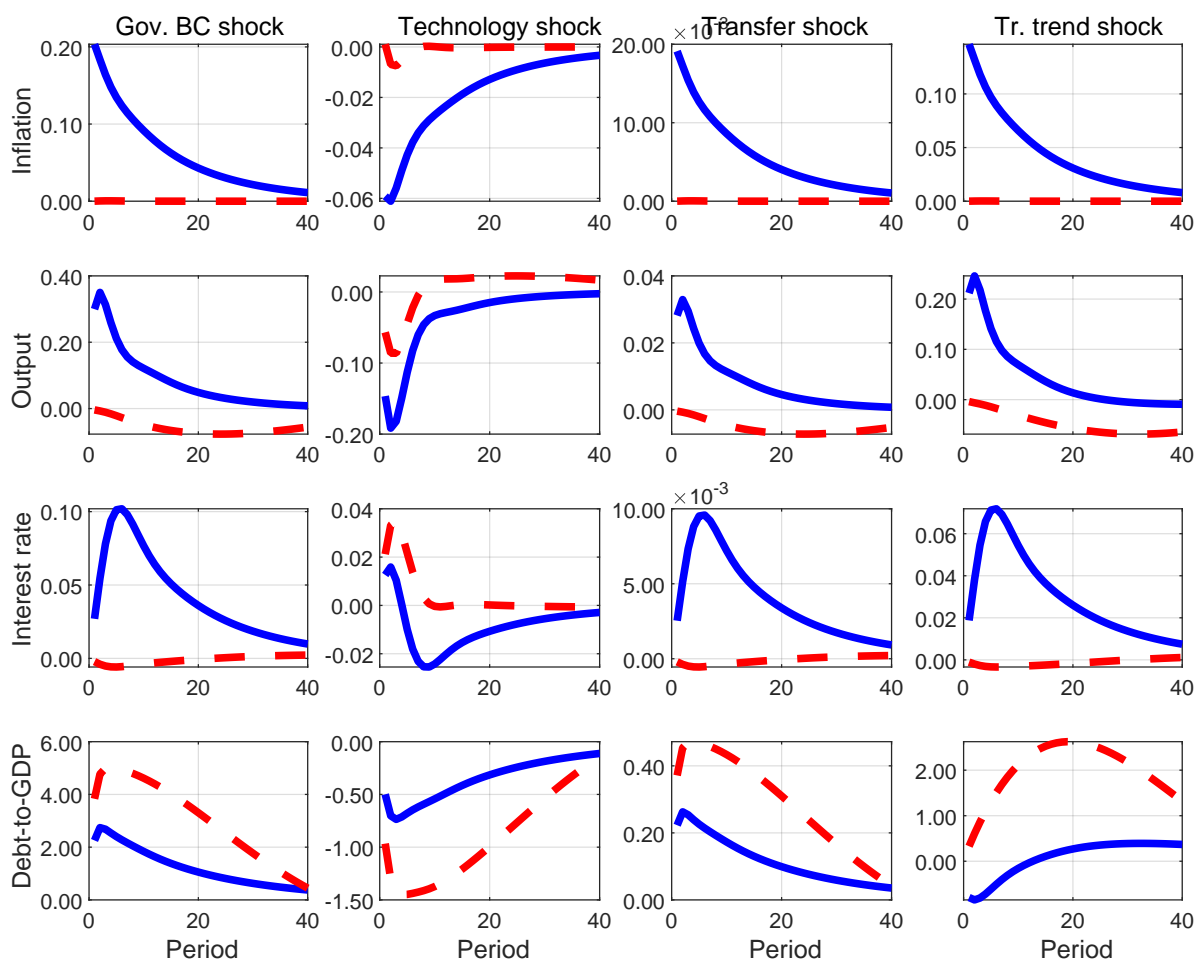 Gov. BC shock Technology shock ×10-3 Transfer shock Tr. trend shock
Inflation
0.20 0.10 0.00
0 20 40
0.00 -0.02 -0.04 -0.06
0 20 40
20.00 10.00 0.00
0 20 40
0.10 0.05 0.00
0 20 40
Output
0.40 0.20 0.00
0 20 40
0.00 -0.10 -0.20
0 20 40
0.04 0.02 0.00
0 20 40
0.20 0.00
0 20 40
Interest rate
0.10 0.05 0.00
0 20 40
0.04 0.02 0.00 -0.02
0 20 40
×10-3
10.00 5.00 0.00
0 20 40
0.06 0.04 0.02 0.00
0 20 40
Debt-to-GDP
6.00 4.00 2.00 0.00
0 20 40
Period
0.00 -0.50 -1.00 -1.50
0 20 40
Period
0.40 0.20 0.00
0 20 40
Period
2.00 1.00 0.00
0 20 40
Period